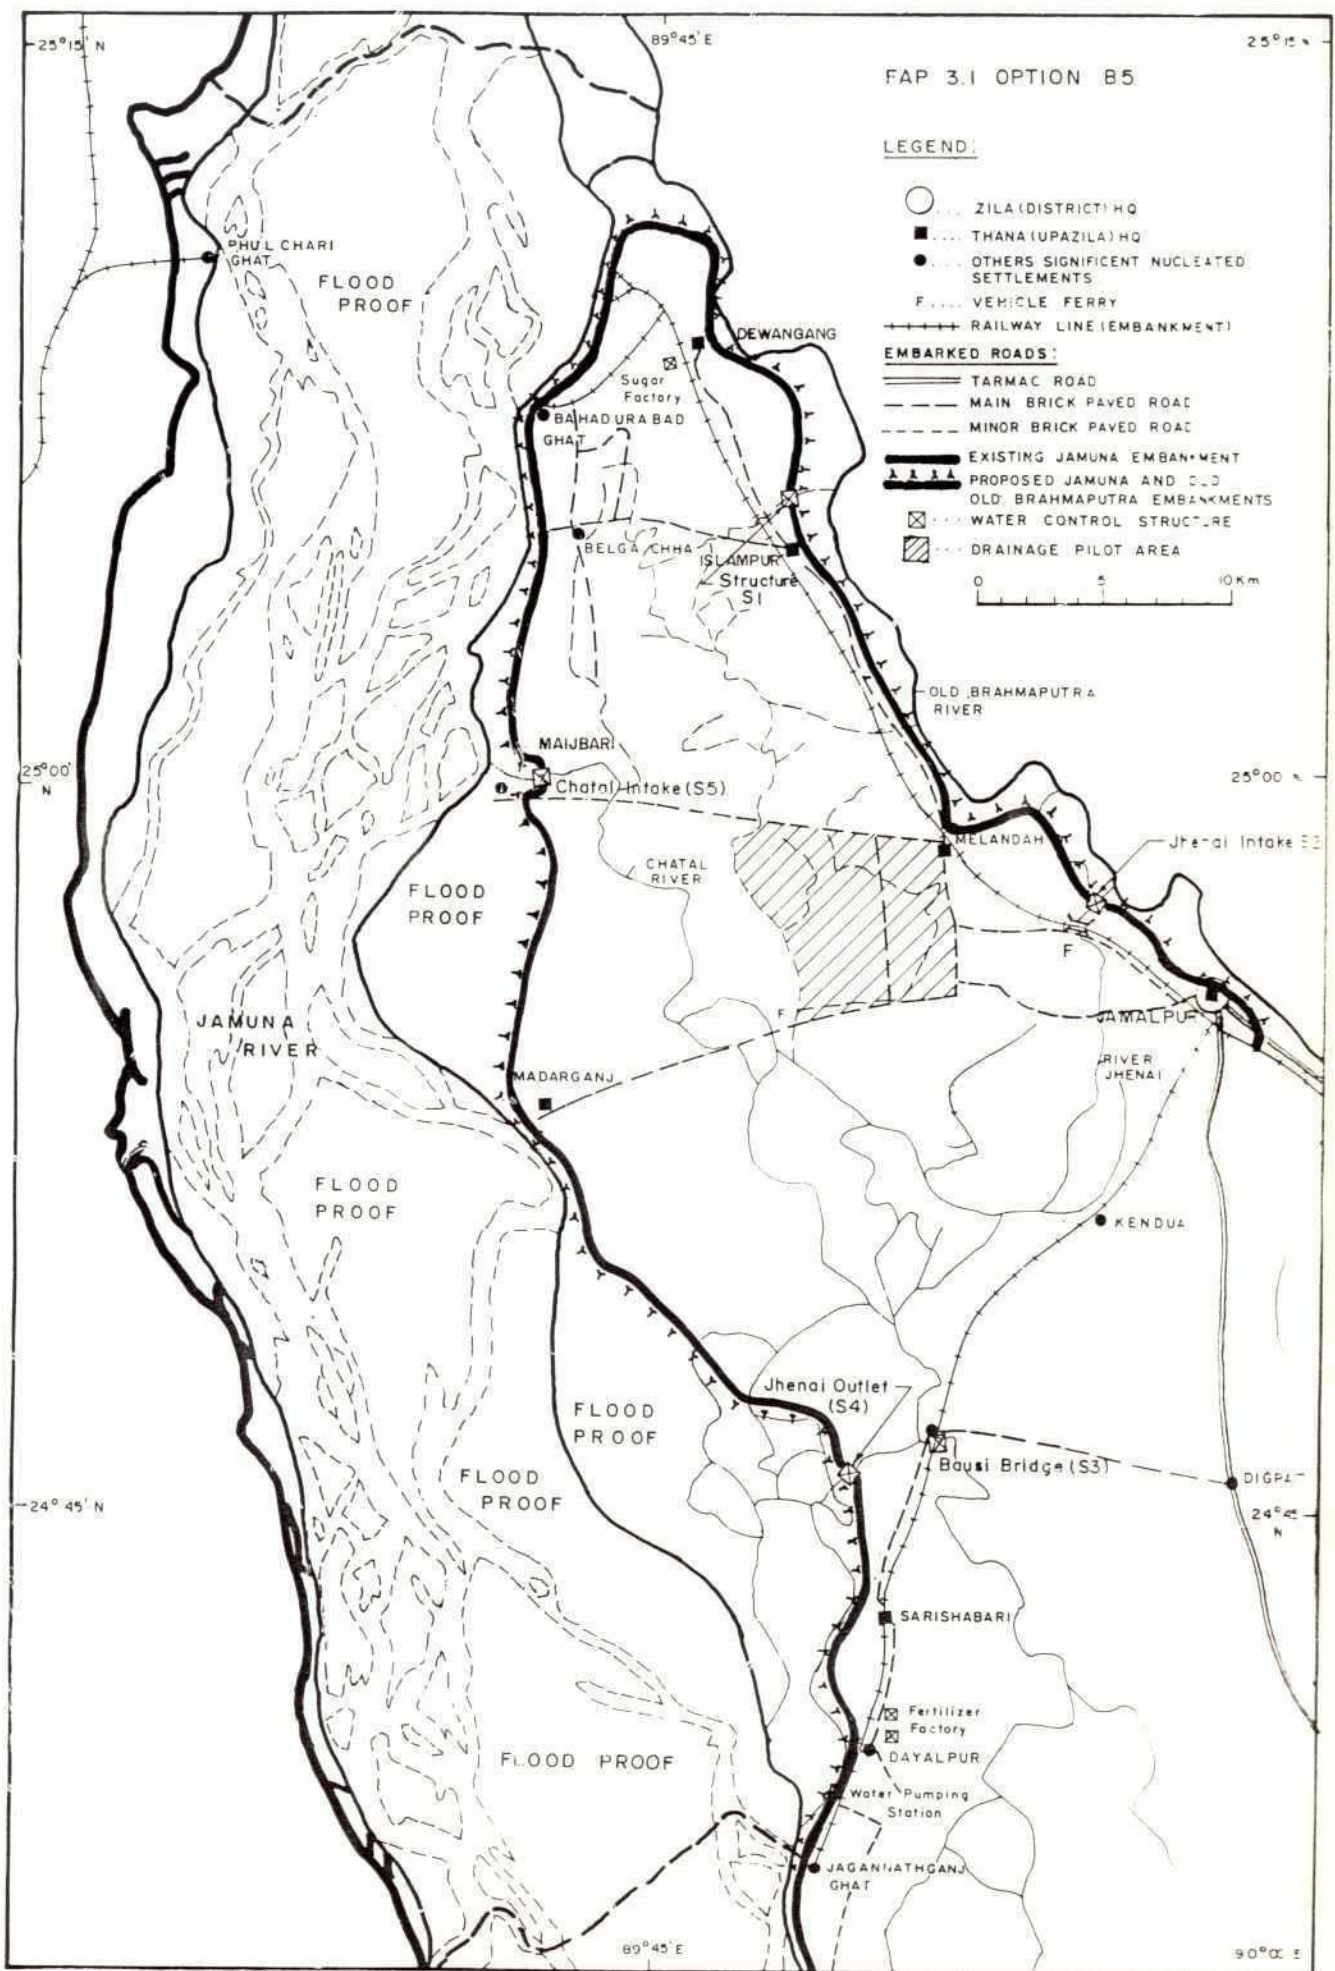 25°15' N
89°45' E
25°15 N
FAP 3.1 OPTION B5
LEGEND:
ZILA (DISTRICT) HQ
THANA (UPAZILA) HQ
OTHERS SIGNIFICENT NUCLEATED
SETTLEMENTS
F .... VEHICLE FERRY
RAILWAY LINE (EMBANKMENT)
EMBARKED ROADS:
TARMAC ROAD
MAIN BRICK PAVED ROAD
MINOR BRICK PAVED ROAD
EXISTING JAMUNA EMBANKMENT
PROPOSED JAMUNA AND OLD
OLD BRAHMAPUTRA EMBANKMENTS
WATER CONTROL STRUCTURE
DRAINAGE PILOT AREA
0 5 10 Km
PHULCHARI
GHAT
FLOOD
PROOF
DEWANGANG
Sugar
Factory
BAHADURABAD
GHAT
BELGACHHA
ISLAMPUR
Structure
S1
OLD BRAHMAPUTRA
RIVER
MAIJBARI
25°00'
N
25°00 N
Chatal Intake (S5)
MELANDAH
Jhenai Intake
CHATAL
RIVER
FLOOD
PROOF
F
F
JAMUNA
RIVER
JAMALPUR
RIVER
JHENAI
MADARGANJ
FLOOD
PROOF
KENDUA
Jhenai Outlet
(S4)
FLOOD
PROOF
Bausi Bridge (S3)
FLOOD
PROOF
24°45' N
24°45
N
SARISHABARI
Fertilizer
Factory
FLOOD PROOF
DAYALPUR
Water Pumping
Station
JAGANNATHGANJ
GHAT
89°45' E